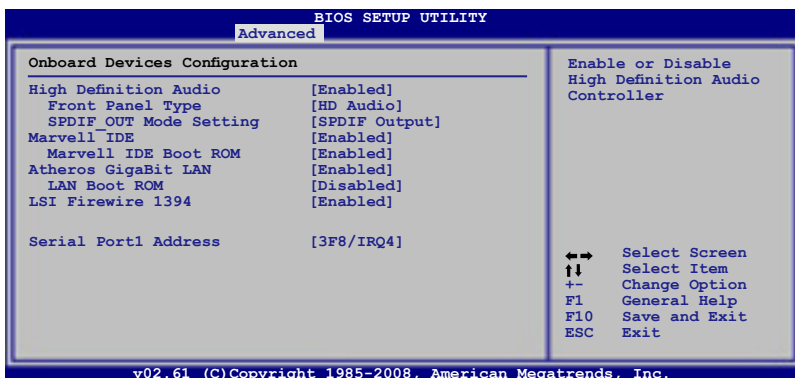 BIOS SETUP UTILITY
Advanced
Onboard Devices Configuration
High Definition Audio [Enabled]
Front Panel Type [HD Audio]
SPDIF_OUT Mode Setting [SPDIF Output]
Marvell IDE [Enabled]
Marvell IDE Boot ROM [Enabled]
Atheros GigaBit LAN [Enabled]
LAN Boot ROM [Disabled]
LSI Firewire 1394 [Enabled]
Serial Port1 Address [3F8/IRQ4]
Enable or Disable
High Definition Audio
Controller
←→ Select Screen
↑↓ Select Item
+- Change Option
F1 General Help
F10 Save and Exit
ESC Exit
v02.61 (C)Copyright 1985-2008, American Megatrends, Inc.